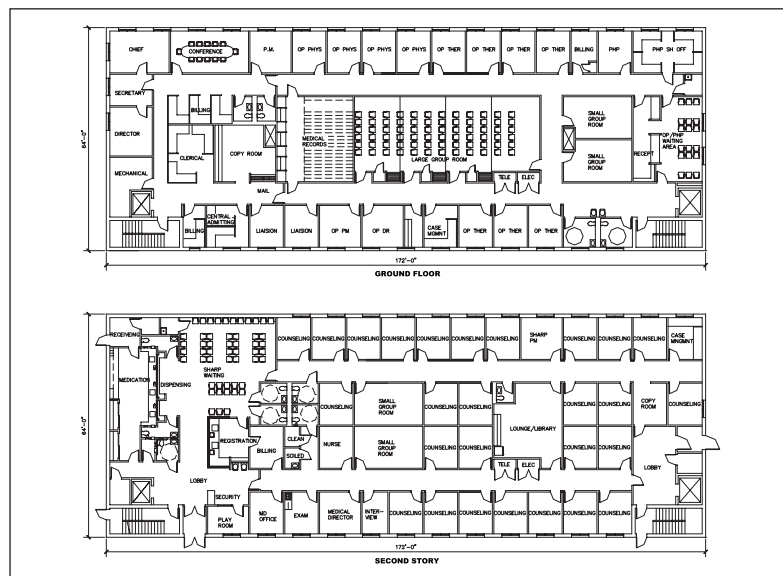 CHIEF
CONFERENCE
P.M.
OP PHYS
OP PHYS
OP PHYS
OP PHYS
OP THER
OP THER
OP THER
OP THER
BILLING
PHP
PHP SH OFF
SECRETARY
DIRECTOR
MECHANICAL
BILLING
CLERICAL
COPY ROOM
MEDICAL
RECORDS
LARGE GROUP ROOM
SMALL
GROUP
ROOM
SMALL
GROUP
ROOM
RECEPT
OP/PHP
WAITING
AREA
MAIL
TELE
ELEC
BILLING
CENTRAL
ADMITTING
LIAISION
LIAISION
OP PM
OP DR
CASE
MGMNT
OP THER
OP THER
OP THER
64'-0"
172'-0"
GROUND FLOOR
RECEIVEING
MEDICATION
DISPENSING
SHARP
WAITING
COUNSELING
COUNSELING
COUNSELING
COUNSELING
COUNSELING
COUNSELING
COUNSELING
SHARP
PM
COUNSELING
COUNSELING
COUNSELING
CASE
MNGMNT
COUNSELING
SMALL
GROUP
ROOM
COUNSELING
COUNSELING
LOUNGE/LIBRARY
COUNSELING
COUNSELING
COPY
ROOM
COUNSELING
REGISTRATION
BILLING
CLEAN
SOILED
NURSE
SMALL
GROUP
ROOM
COUNSELING
COUNSELING
COUNSELING
COUNSELING
TELE
ELEC
LOBBY
LOBBY
SECURITY
PLAY
ROOM
MD
OFFICE
EXAM
MEDICAL
DIRECTOR
INTER-
VIEW
COUNSELING
COUNSELING
COUNSELING
COUNSELING
COUNSELING
COUNSELING
COUNSELING
64'-0"
172'-0"
SECOND STORY